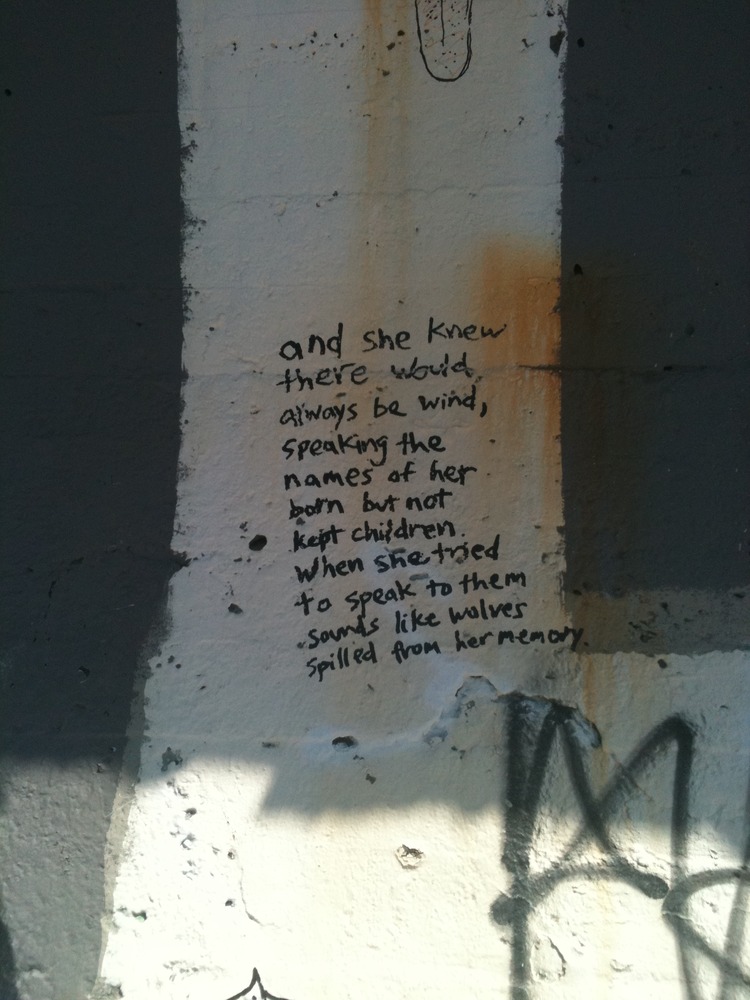 and she knew
there would
always be wind,
speaking the
names of her
born but not
kept children.
When she tried
to speak to them
sounds like wolves
spilled from her memory.